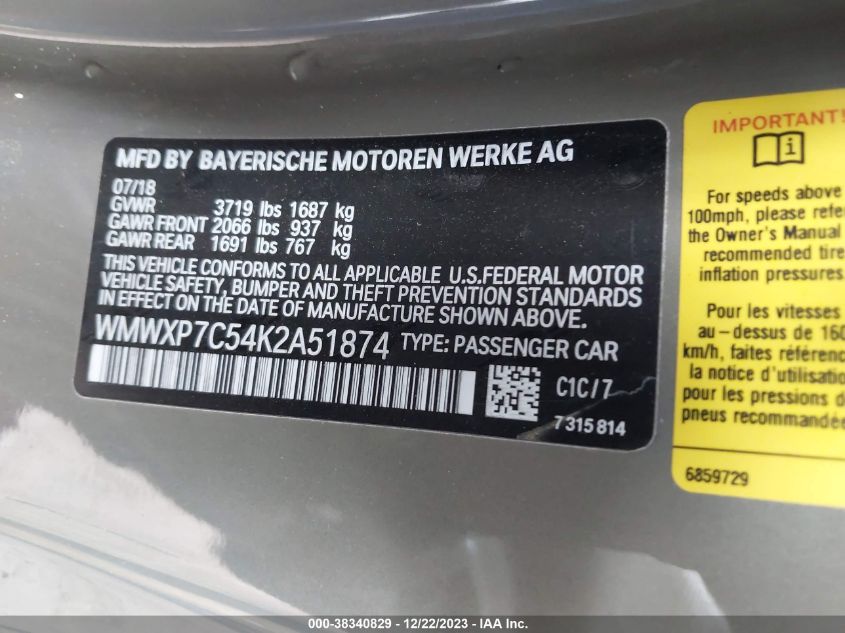 MFD BY BAYERISCHE MOTOREN WERKE AG
07/18
GVWR 3719 lbs 1687 kg
GAWR FRONT 2066 lbs 937 kg
GAWR REAR 1691 lbs 767 kg
THIS VEHICLE CONFORMS TO ALL APPLICABLE U.S.FEDERAL MOTOR
VEHICLE SAFETY, BUMPER AND THEFT PREVENTION STANDARDS
IN EFFECT ON THE DATE OF MANUFACTURE SHOWN ABOVE.
WMWXP7C54K2A51874 TYPE: PASSENGER CAR
C1C/7
7315814
IMPORTANT!
i
For speeds above
100mph, please refe
the Owner's Manual
recommended tire
inflation pressures
Pour les vitesses
au-dessus de 160
km/h, faites référenc
la notice d'utilisatio
pour les pressions d
pneus recommandée
6859729
000-38340829 - 12/22/2023 - IAA Inc.